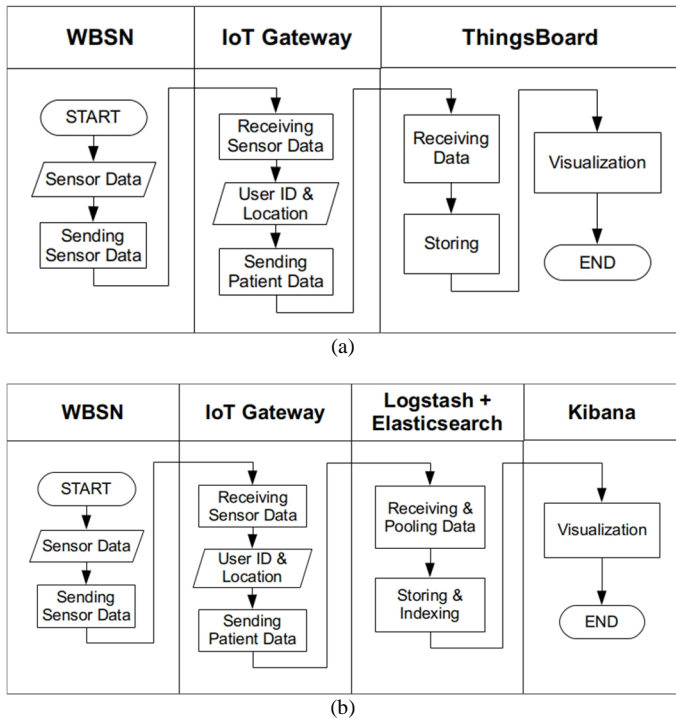 WBSN
IoT Gateway
ThingsBoard
START
Sensor Data
Sending
Sensor Data
Receiving
Sensor Data
User ID &
Location
Sending
Patient Data
Receiving
Data
Storing
Visualization
END
(a)
WBSN
IoT Gateway
Logstash +
Elasticsearch
Kibana
START
Sensor Data
Sending
Sensor Data
Receiving
Sensor Data
User ID &
Location
Sending
Patient Data
Receiving &
Pooling Data
Storing &
Indexing
Visualization
END
(b)